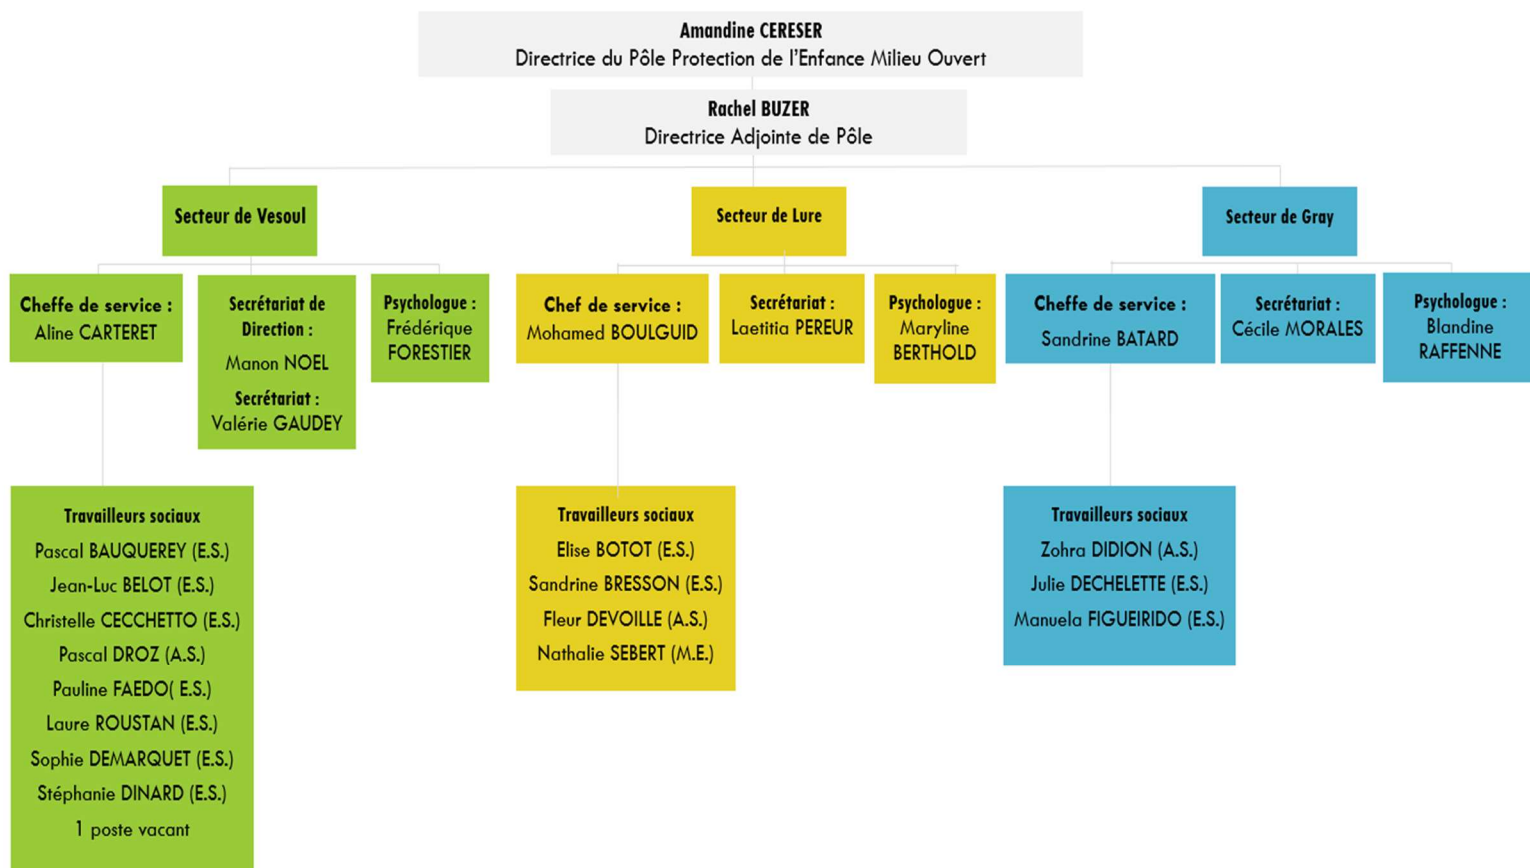 Amandine CERESER
Directrice du Pôle Protection de l'Enfance Milieu Ouvert
Rachel BUZER
Directrice Adjointe de Pôle
Secteur de Vesoul
Cheffe de service :
Aline CARTERET
Secrétariat de
Direction :
Manon NOEL
Secrétariat :
Valérie GAUDEY
Psychologue :
Frédérique
FORESTIER
Travailleurs sociaux
Pascal BAUQUEREY (E.S.)
Jean-Luc BELOT (E.S.)
Christelle CECCHETTO (E.S.)
Pascal DROZ (A.S.)
Pauline FAEDO( E.S.)
Laure ROUSTAN (E.S.)
Sophie DEMARQUET (E.S.)
Stéphanie DINARD (E.S.)
1 poste vacant
Secteur de Lure
Chef de service :
Mohamed BOULGUID
Secrétariat :
Laetitia PEREUR
Psychologue :
Maryline
BERTHOLD
Travailleurs sociaux
Elise BOTOT (E.S.)
Sandrine BRESSON (E.S.)
Fleur DEVOILLE (A.S.)
Nathalie SEBERT (M.E.)
Secteur de Gray
Cheffe de service :
Sandrine BATARD
Secrétariat :
Cécile MORALES
Psychologue :
Blandine
RAFFENNE
Travailleurs sociaux
Zohra DIDION (A.S.)
Julie DECHELETTE (E.S.)
Manuela FIGUEIRIDO (E.S.)